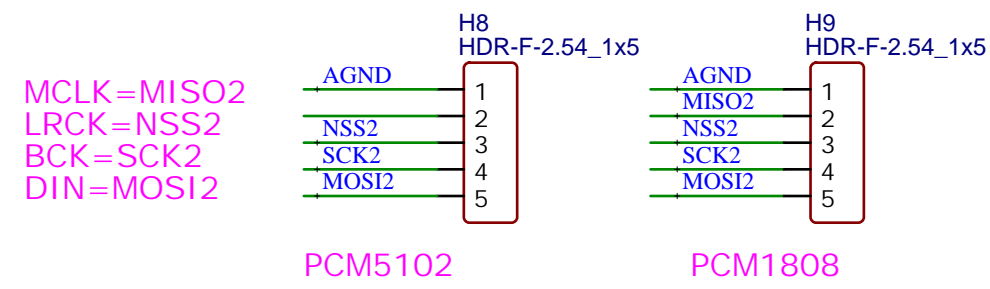 MCLK=MISO2
LRCK=NSS2
BCK=SCK2
DIN=MOSI2
H8
HDR-F-2.54_1x5
AGND
NSS2
SCK2
MOSI2
1
2
3
4
5
PCM5102
H9
HDR-F-2.54_1x5
AGND
MISO2
NSS2
SCK2
MOSI2
1
2
3
4
5
PCM1808